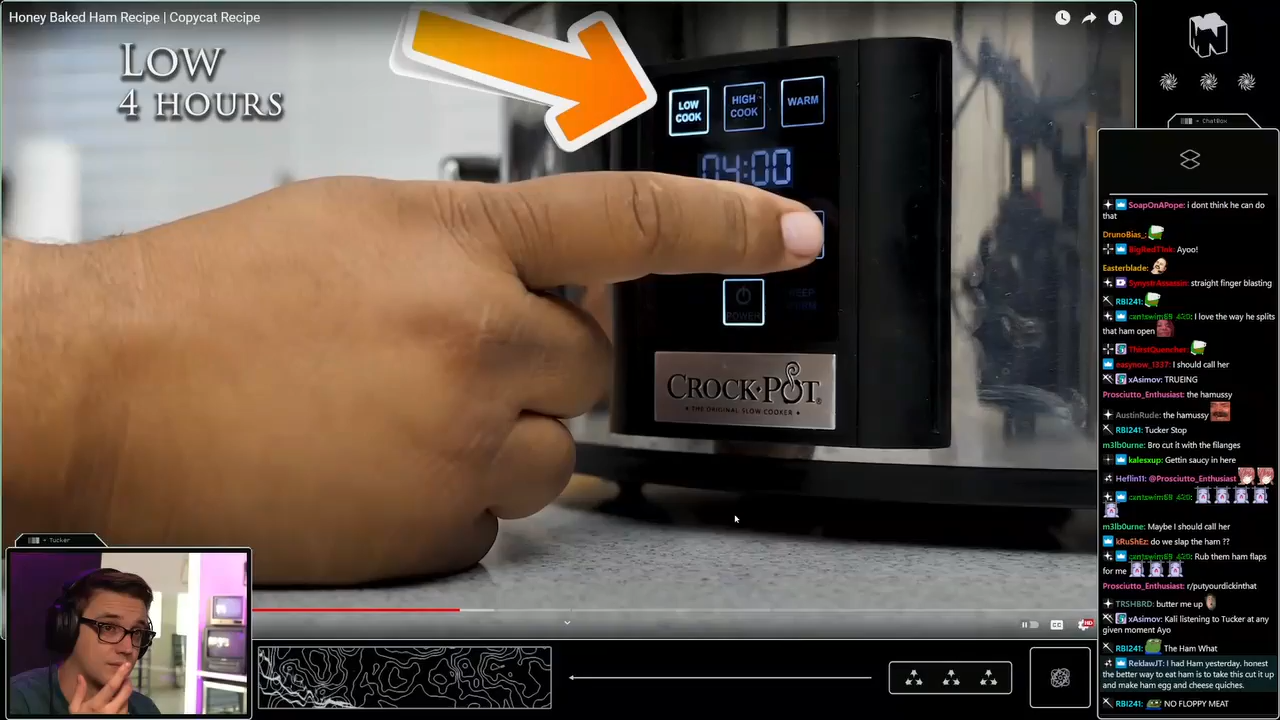 Honey Baked Ham Recipe | Copycat Recipe
LOW
4 HOURS
LOW COOK
HIGH COOK
WARM
04:00
POWER
CROCK·POT®
• THE ORIGINAL SLOW COOKER •
+ ChatBox
SoapOnAPope: i dont think he can do
that
DrunoBias_:
BigRedT1nk: Ayoo!
Easterblade:
SynystrAssassin: straight finger blasting
RBI241:
I love the way he splits
that ham open
ThirstQuencher:
easynow_1337: I should call her
xAsimov: TRUEING
Prosciutto_Enthusiast: the hamussy
AustinRude: the hamussy
RBI241: Tucker Stop
m3lb0urne: Bro cut it with the filanges
kalesxup: Gettin saucy in here
Heflin11: @Prosciutto_Enthusiast
m3lb0urne: Maybe I should call her
kRuShEz: do we slap the ham ??
Rub them ham flaps
for me
Prosciutto_Enthusiast: r/putyourdickinthat
TRSHBRD: butter me up
xAsimov: Kali listening to Tucker at any
given moment Ayo
RBI241: The Ham What
ReklawJT: I had Ham yesterday. honest
the better way to eat ham is to take this cut it up
and make ham egg and cheese quiches.
RBI241: NO FLOPPY MEAT
+ Tucker
CC
HD